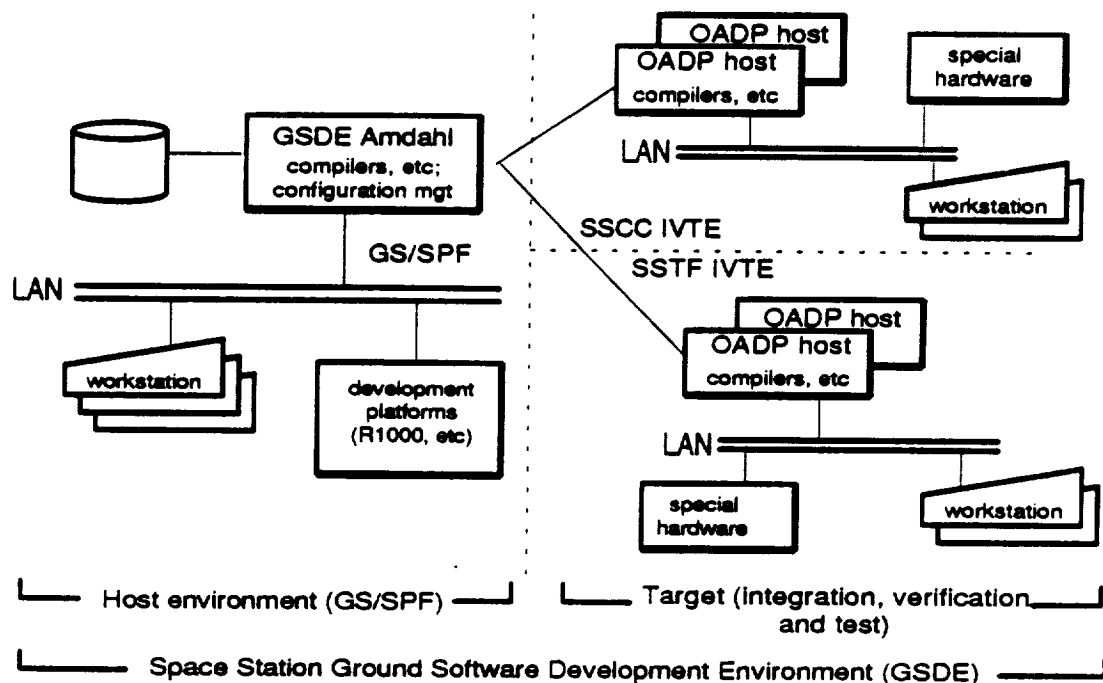 OADP host
OADP host
compilers, etc
special
hardware
GSDE Amdahl
compilers, etc;
configuration mgt
LAN
workstation
SSCC IVTE
GS/SPF
SSTF IVTE
LAN
OADP host
OADP host
compilers, etc
workstation
development
platforms
(R1000, etc)
LAN
special
hardware
workstation
Host environment (GS/SPF)
Target (integration, verification
and test)
Space Station Ground Software Development Environment (GSDE)